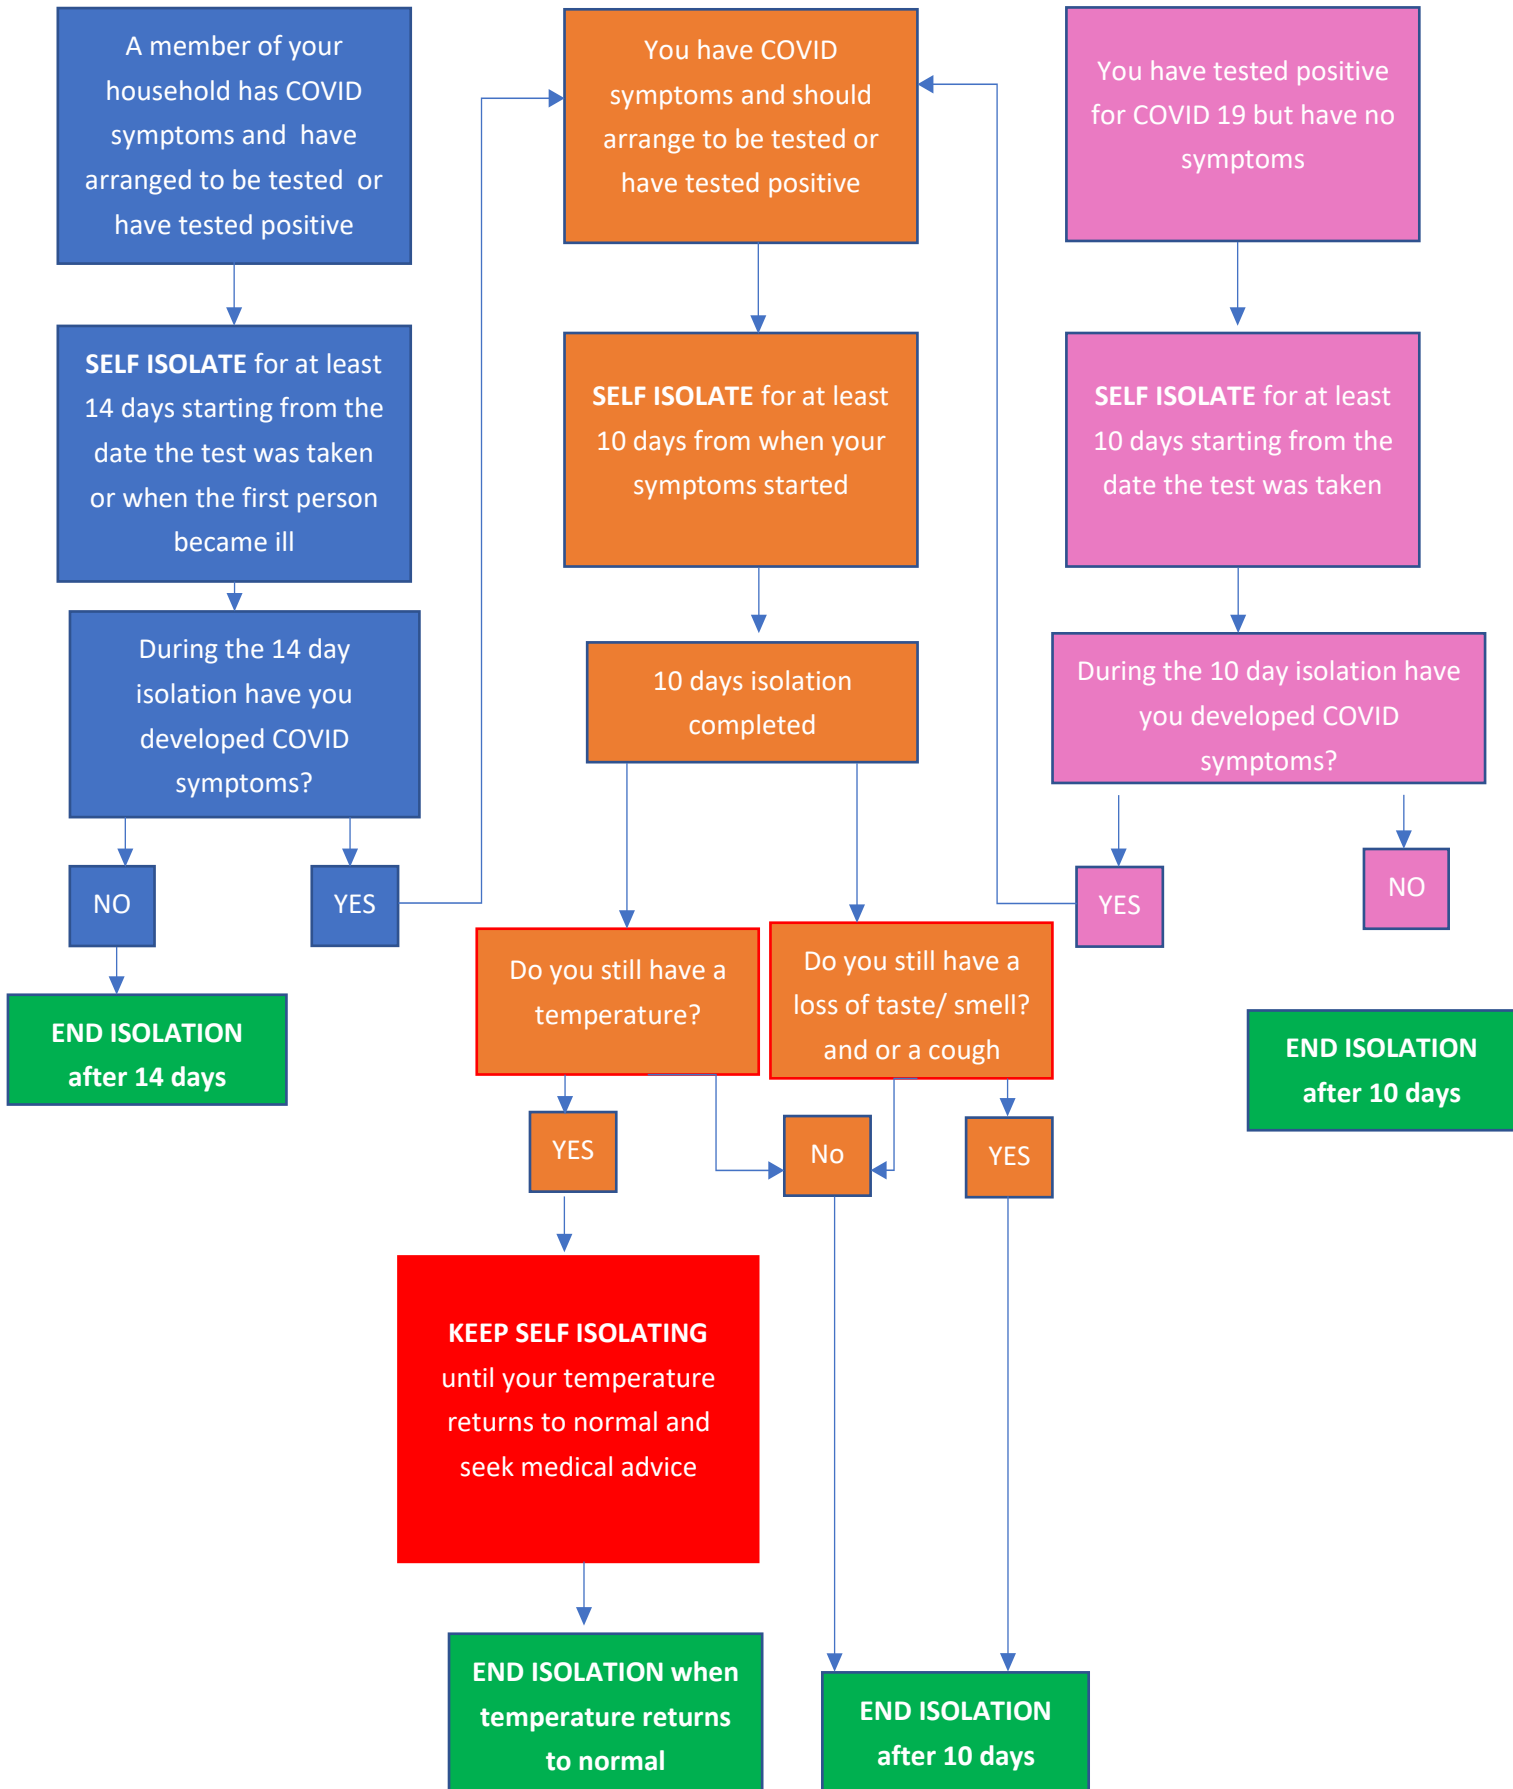 A member of your
household has COVID
symptoms and  have
arranged to be tested  or
have tested positive
SELF ISOLATE for at least
14 days starting from the
date the test was taken
or when the first person
became ill
During the 14 day
isolation have you
developed COVID
symptoms?
NO
YES
END ISOLATION
after 14 days
You have COVID
symptoms and should
arrange to be tested or
have tested positive
SELF ISOLATE for at least
10 days from when your
symptoms started
10 days isolation
completed
Do you still have a
temperature?
Do you still have a
loss of taste/ smell?
and or a cough
YES
No
YES
KEEP SELF ISOLATING
until your temperature
returns to normal and
seek medical advice
END ISOLATION when
temperature returns
to normal
END ISOLATION
after 10 days
You have tested positive
for COVID 19 but have no
symptoms
SELF ISOLATE for at least
10 days starting from the
date the test was taken
During the 10 day isolation have
you developed COVID
symptoms?
YES
NO
END ISOLATION
after 10 days